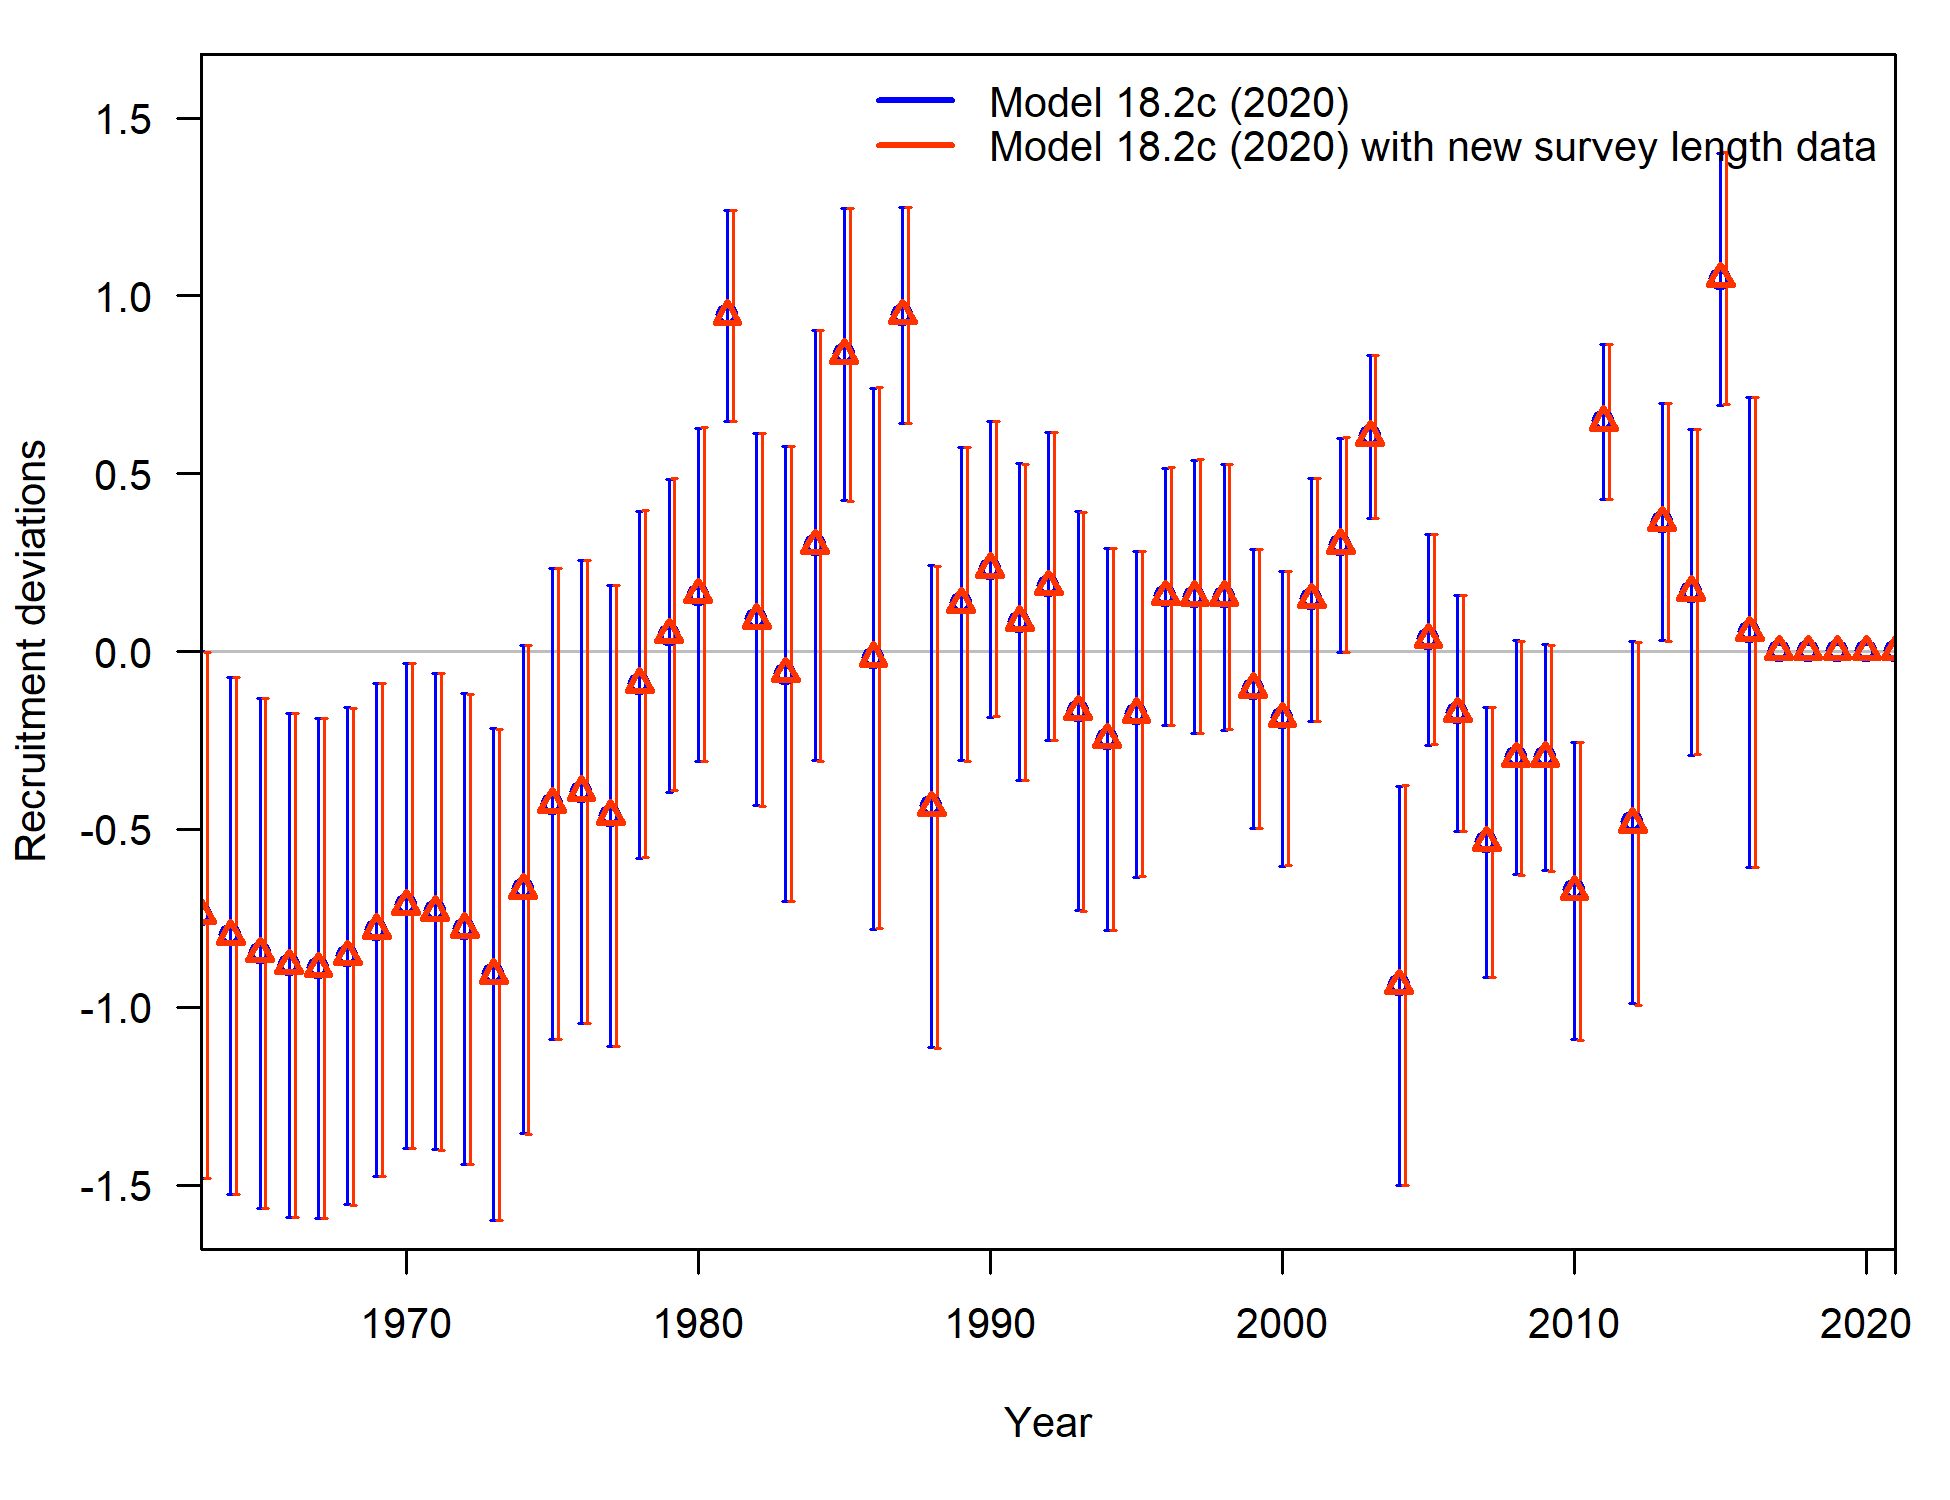 Model 18.2c (2020)
Model 18.2c (2020) with new survey length data
1.5
1.0
0.5
0.0
-0.5
-1.0
-1.5
Recruitment deviations
1970 1980 1990 2000 2010 2020
Year